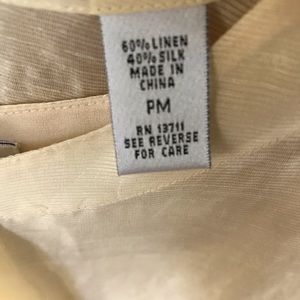 60% LINEN
40% SILK
MADE IN
CHINA
PM
RN 13711
SEE REVERSE
FOR CARE